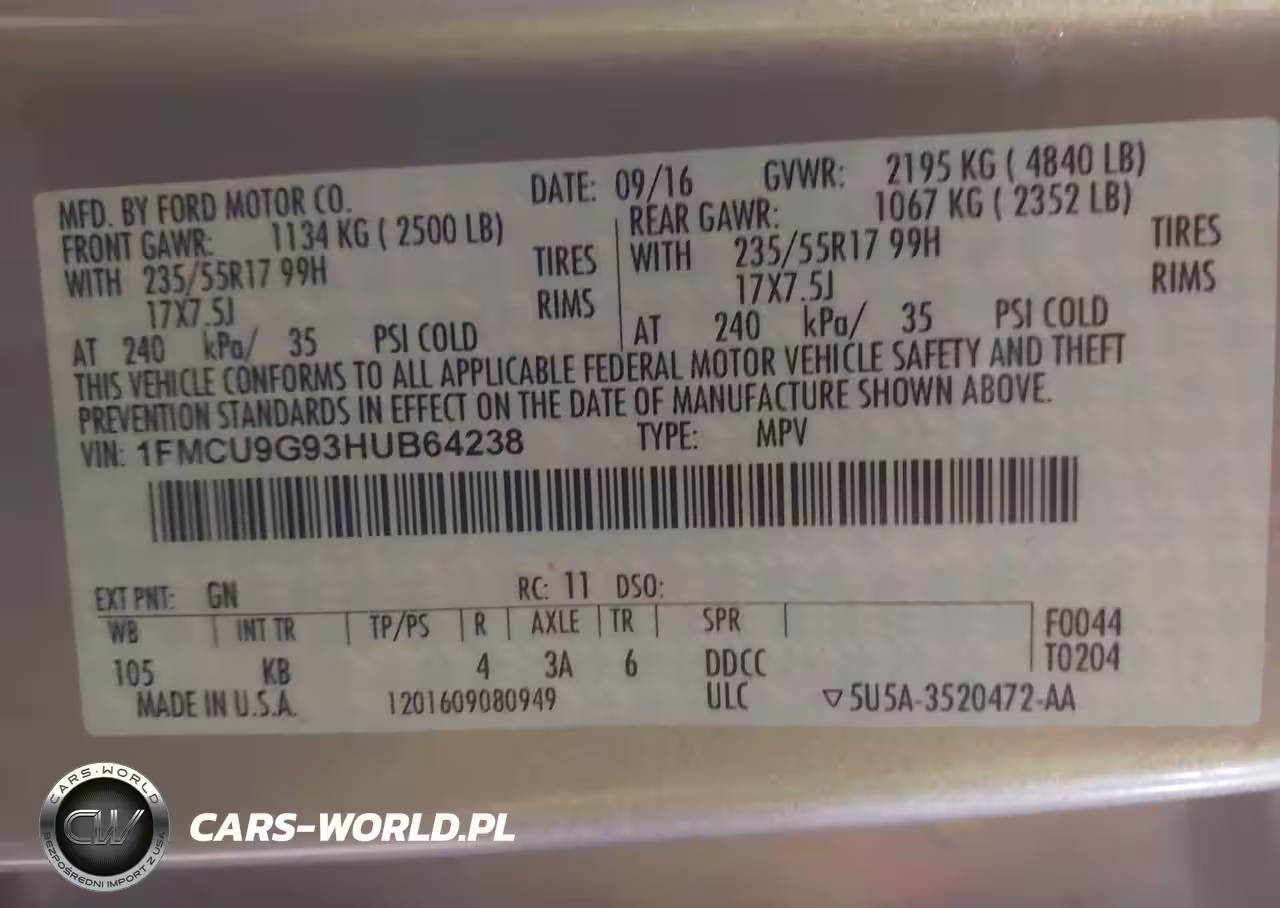 MFD. BY FORD MOTOR CO. DATE: 09/16 GVWR: 2195 KG ( 4840 LB)
FRONT GAWR: 1134 KG ( 2500 LB) REAR GAWR: 1067 KG ( 2352 LB)
WITH 235/55R17 99H TIRES WITH 235/55R17 99H TIRES
17X7.5J RIMS 17X7.5J RIMS
AT 240 kPa/ 35 PSI COLD AT 240 kPa/ 35 PSI COLD
THIS VEHICLE CONFORMS TO ALL APPLICABLE FEDERAL MOTOR VEHICLE SAFETY AND THEFT
PREVENTION STANDARDS IN EFFECT ON THE DATE OF MANUFACTURE SHOWN ABOVE.
VIN: 1FMCU9G93HUB64238 TYPE: MPV
EXT PNT: GN RC: 11 DSO:
WB INT TR TP/PS R AXLE TR SPR F0044
105 KB 4 3A 6 DDCC T0204
MADE IN U.S.A. 1201609080949 ULC ▽5U5A-3520472-AA
CARS-WORLD
CW
BEZPOŚREDNI IMPORT Z USA
CARS-WORLD.PL